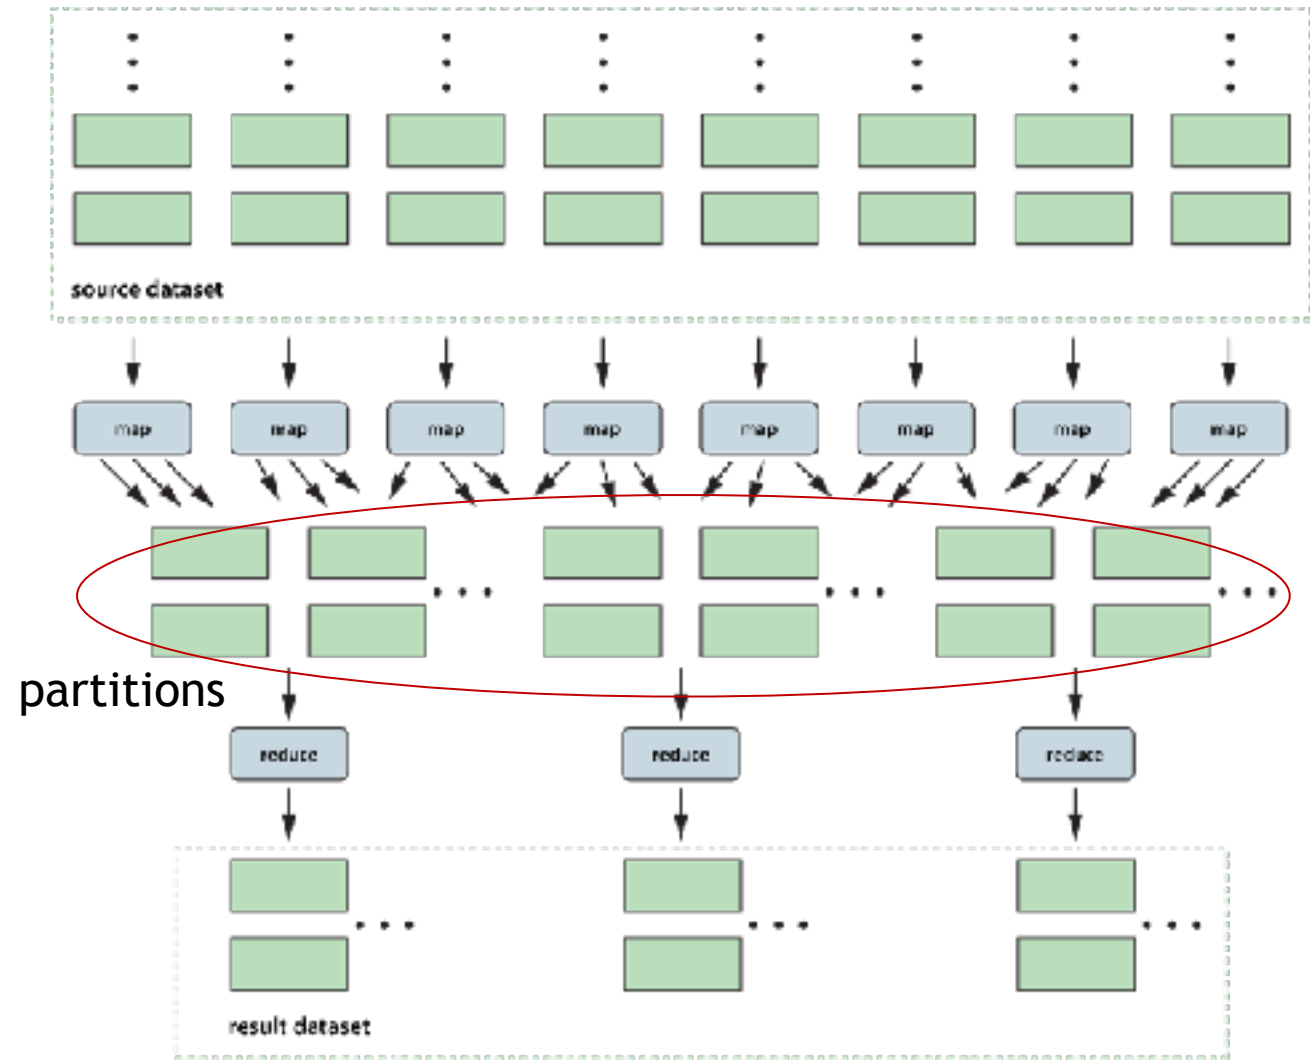 source dataset
map map map map map map map map
partitions
reduce reduce reduce
result dataset